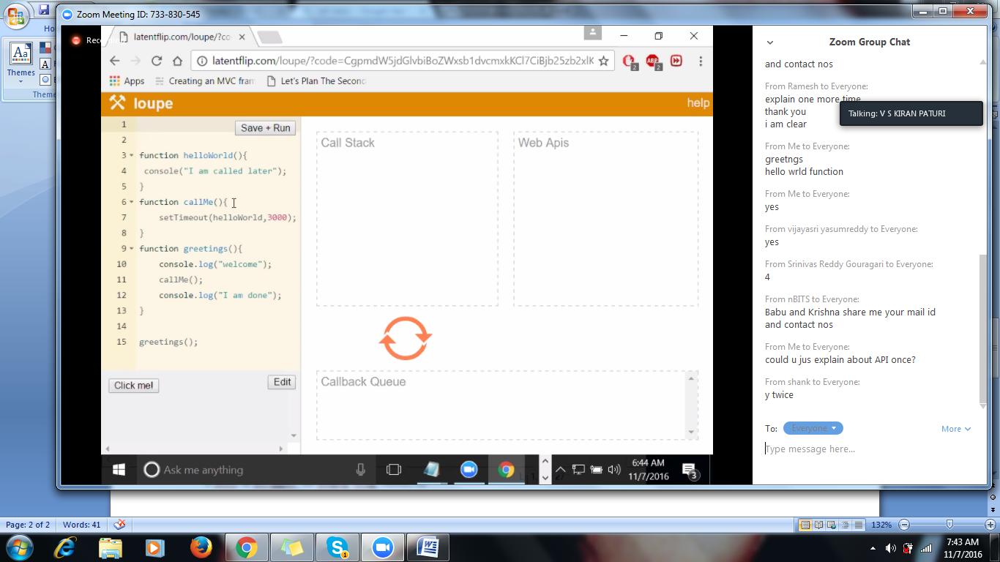 Zoom Meeting ID: 733-830-545
Ho
Aa
A
Themes
Theme
Rec
latentflip.com/loupe/?co
latentflip.com/loupe/?code=CgpmdW5jdGlvbiBoZWxsb1dvcmxkKCl7CiBjb25zb2xlK
2
ABP
2
Apps
Creating an MVC fram
Let's Plan The Second
loupe
help
Save + Run
1
2
3 function helloWorld(){
4 console("I am called later");
5 }
6 function callMe(){
7 setTimeout(helloWorld,3000);
8 }
9 function greetings(){
10 console.log("welcome");
11 callMe();
12 console.log("I am done");
13 }
14
15 greetings();
Click me!
Edit
Call Stack
Web Apis
Callback Queue
Ask me anything
6:44 AM
11/7/2016
3
Zoom Group Chat
and contact nos
From Ramesh to Everyone:
explain one more time
thank you
i am clear
Talking: V S KIRAN PATURI
From Me to Everyone:
greetngs
hello wrld function
From Me to Everyone:
yes
From vijayasri yasumreddy to Everyone:
yes
From Srinivas Reddy Gouragari to Everyone:
4
From nBITS to Everyone:
Babu and Krishna share me your mail id
and contact nos
From Me to Everyone:
could u jus explain about API once?
From shank to Everyone:
y twice
To: Everyone
More
Type message here...
Page: 2 of 2
Words: 41
132%
1
7:43 AM
11/7/2016